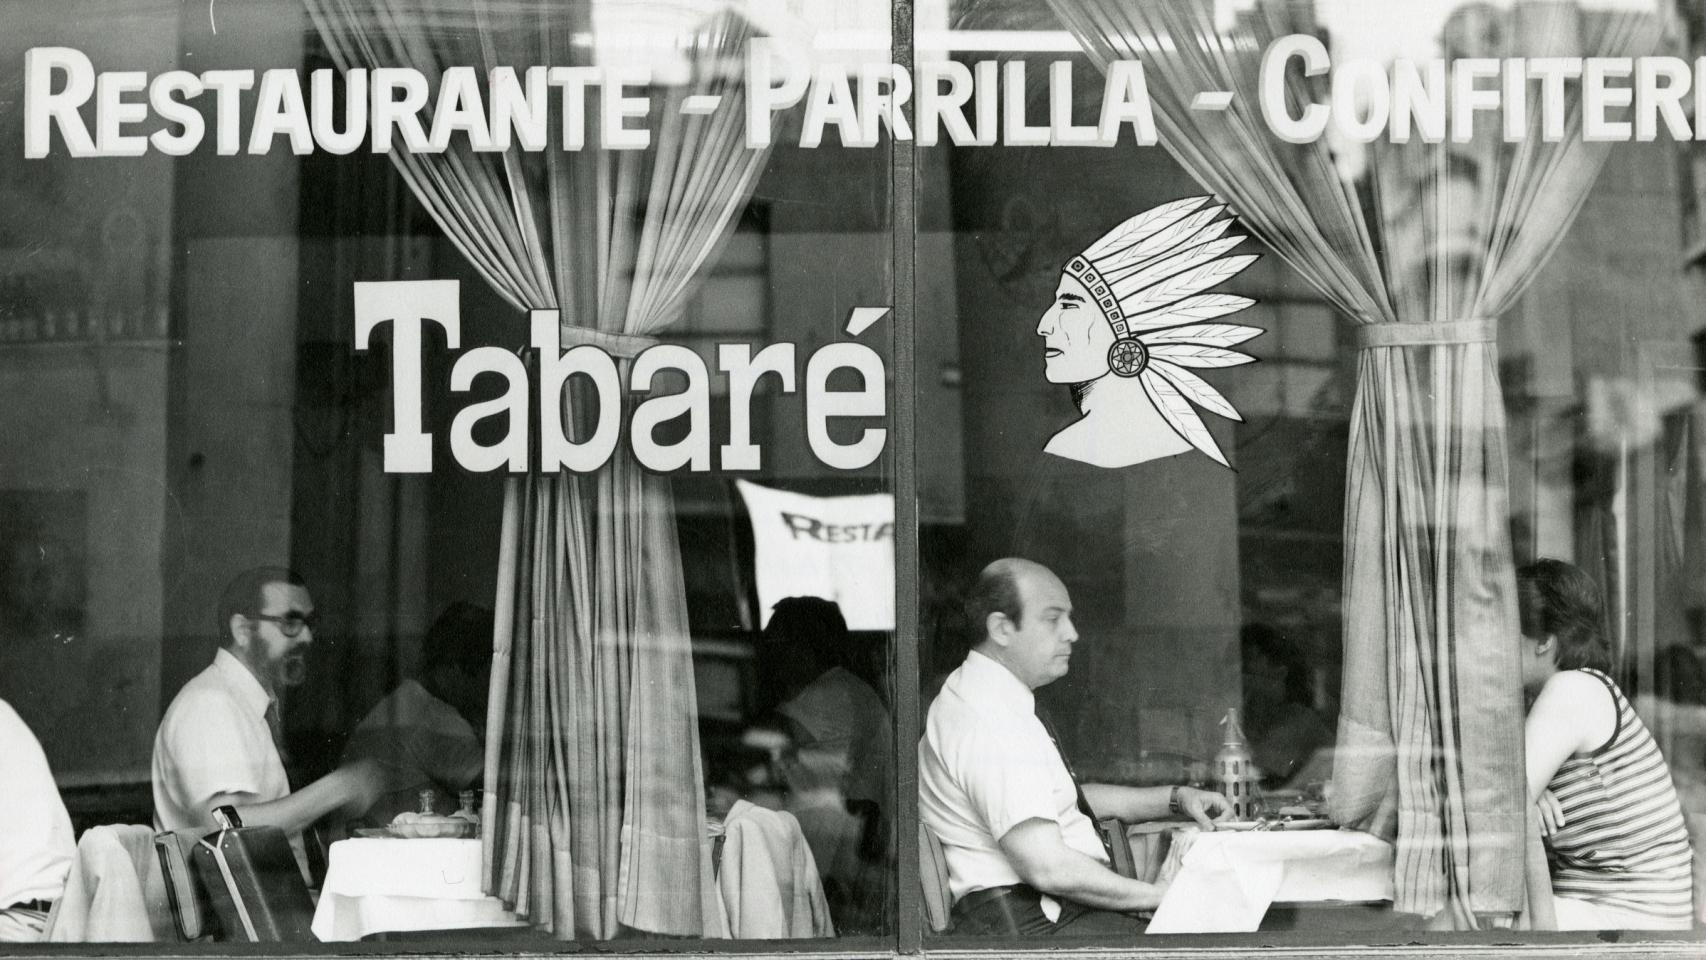 RESTAURANTE - PARRILLA - CONFITERI
Tabaré
RESTA